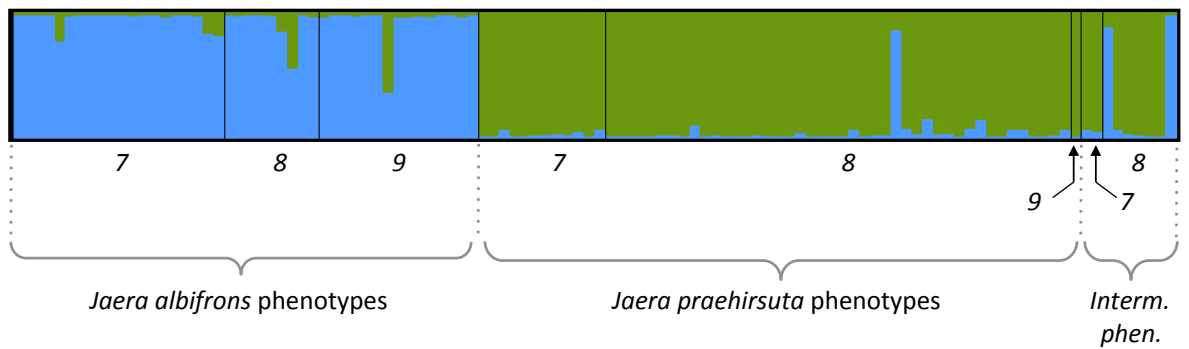 7 8 9 7 8 8
9 7
Jaera albifrons phenotypes Jaera praehirsuta phenotypes Interm.
phen.